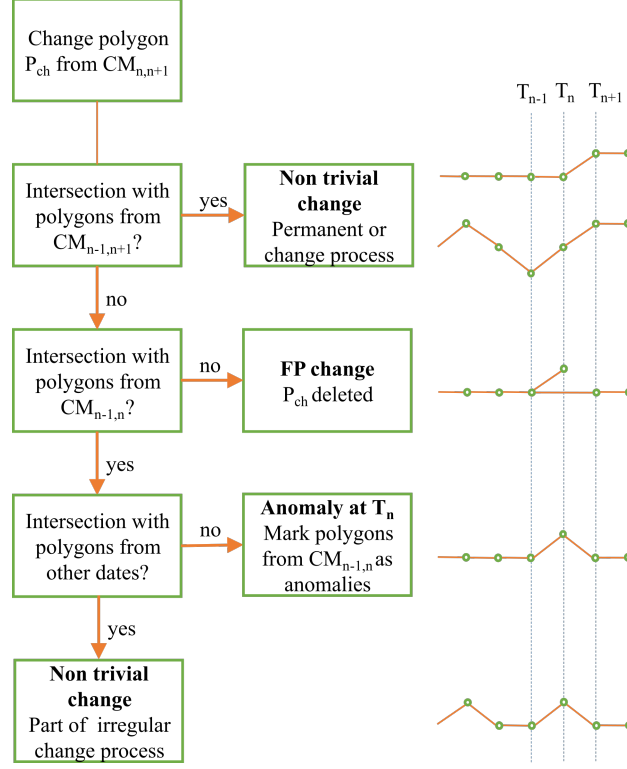 Change polygon
P_ch from CM_n,n+1
T_n-1 T_n T_n+1
Intersection with
polygons from
CM_n-1,n+1?
yes
Non trivial
change
Permanent or
change process
no
Intersection with
polygons from
CM_n-1,n?
no
FP change
P_ch deleted
yes
Intersection with
polygons from
other dates?
no
Anomaly at T_n
Mark polygons
from CM_n-1,n as
anomalies
yes
Non trivial
change
Part of irregular
change process